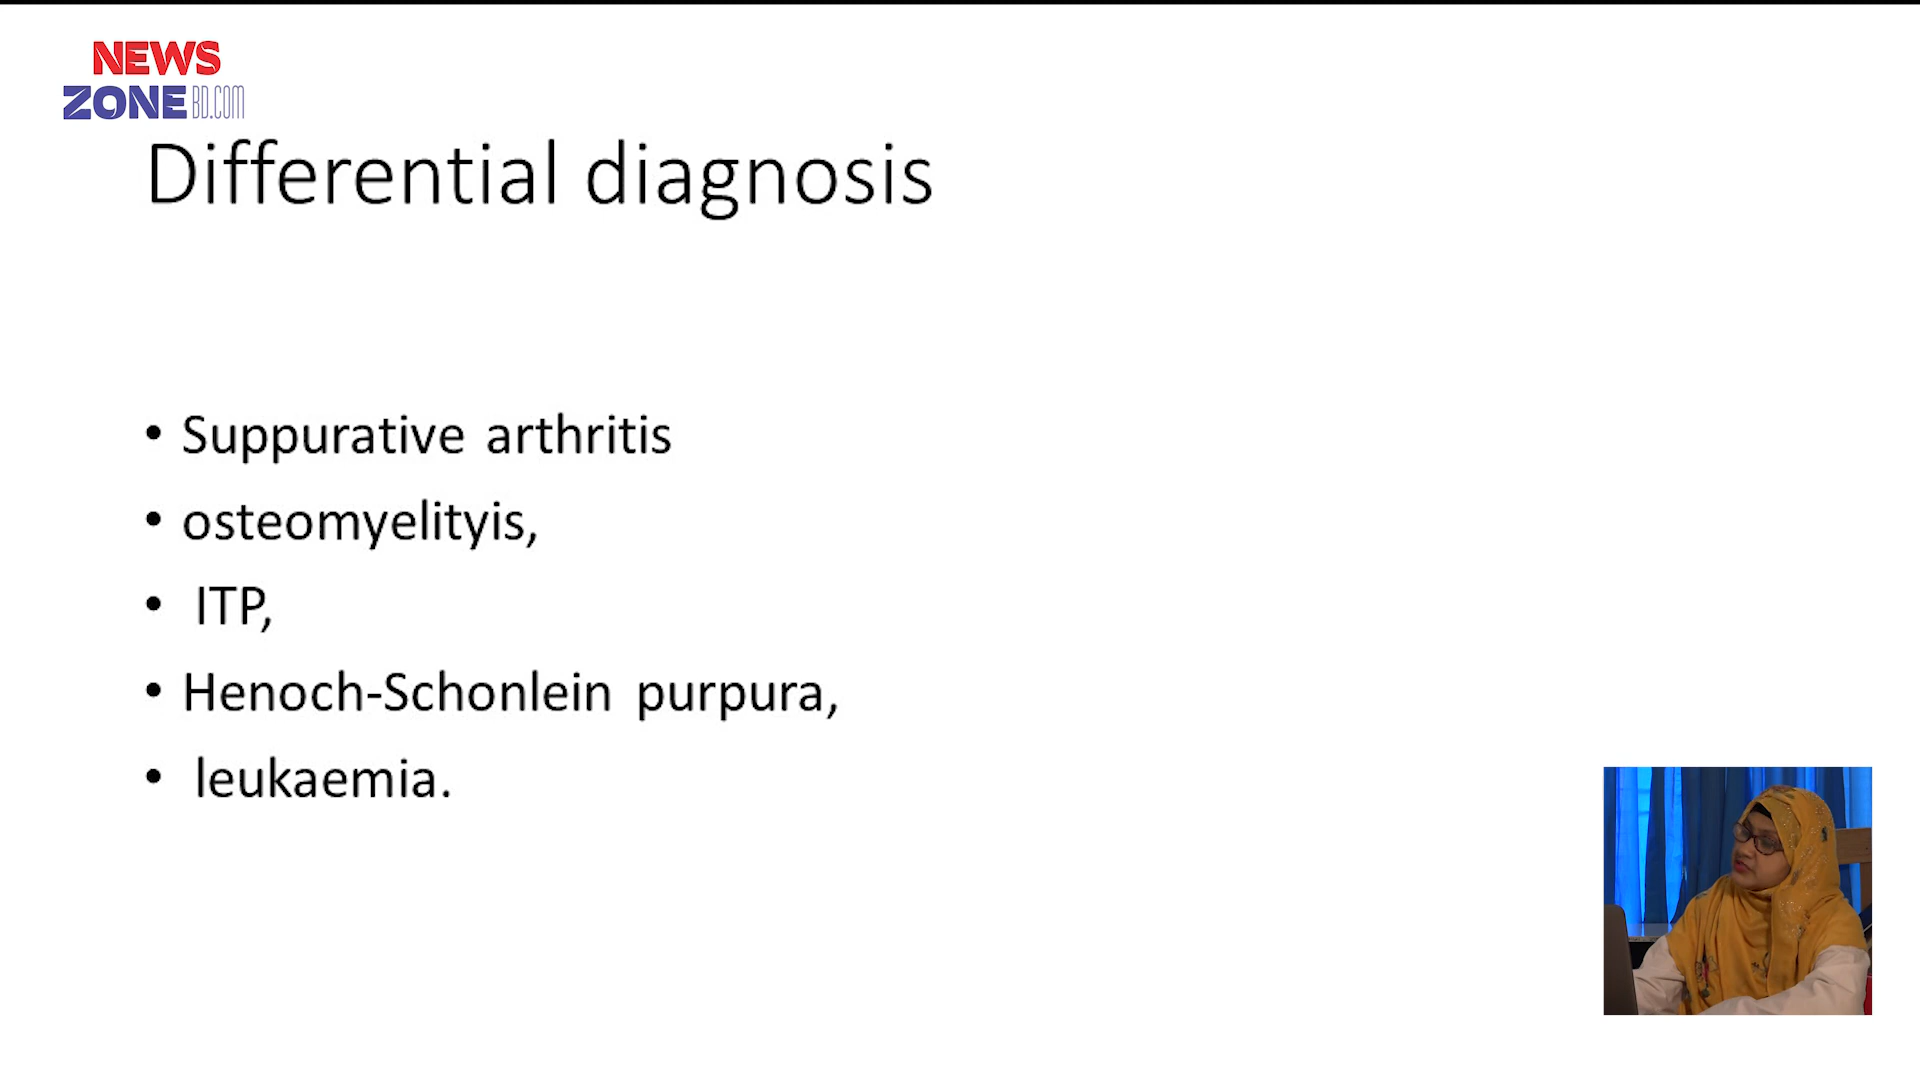 NEWS
ZONE BD.COM
Differential diagnosis
• Suppurative arthritis
• osteomyelityis,
• ITP,
• Henoch-Schonlein purpura,
• leukaemia.